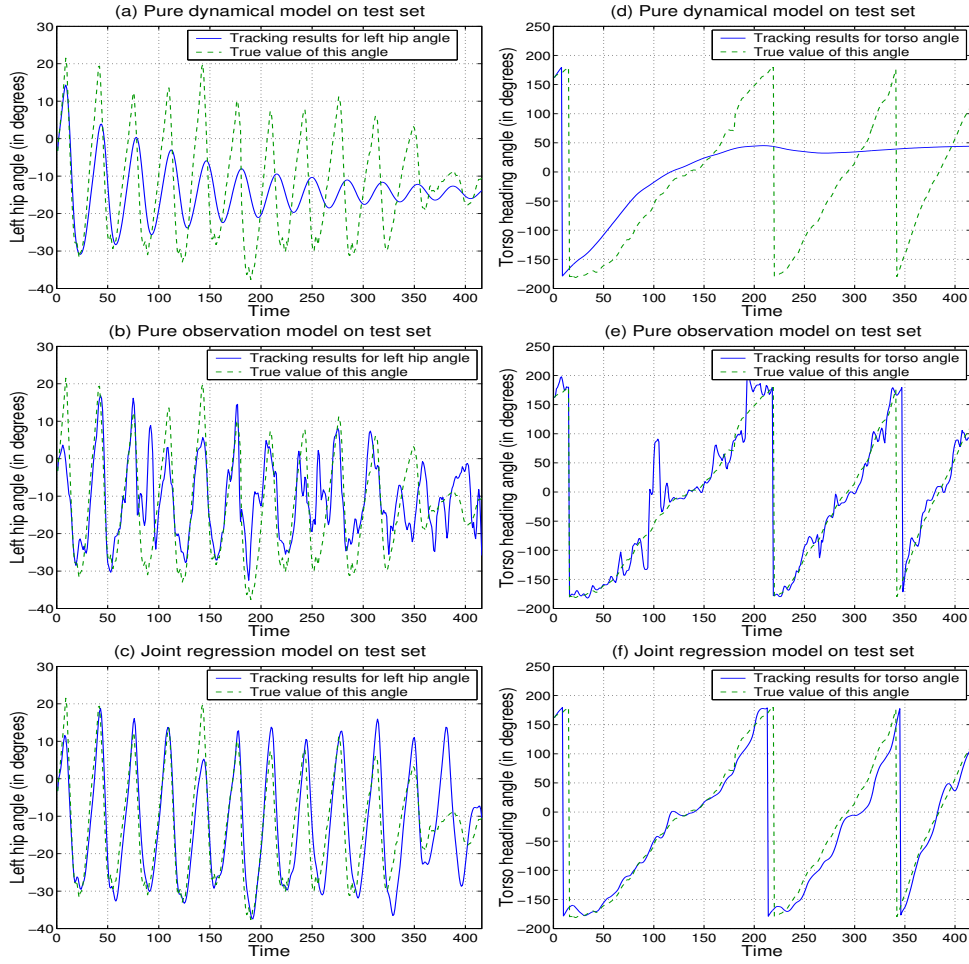 (a) Pure dynamical model on test set
Tracking results for left hip angle
True value of this angle
Left hip angle (in degrees)
30
20
10
0
−10
−20
−30
−40
0 50 100 150 200 250 300 350 400
Time
(d) Pure dynamical model on test set
Tracking results for torso angle
True value of this angle
Torso heading angle (in degrees)
250
200
150
100
50
0
−50
−100
−150
−200
0 50 100 150 200 250 300 350 400
Time
(b) Pure observation model on test set
Tracking results for left hip angle
True value of this angle
Left hip angle (in degrees)
30
20
10
0
−10
−20
−30
−40
0 50 100 150 200 250 300 350 400
Time
(e) Pure observation model on test set
Tracking results for torso angle
True value of this angle
Torso heading angle (in degrees)
250
200
150
100
50
0
−50
−100
−150
−200
0 50 100 150 200 250 300 350 400
Time
(c) Joint regression model on test set
Tracking results for left hip angle
True value of this angle
Left hip angle (in degrees)
30
20
10
0
−10
−20
−30
−40
0 50 100 150 200 250 300 350 400
Time
(f) Joint regression model on test set
Tracking results for torso angle
True value of this angle
Torso heading angle (in degrees)
250
200
150
100
50
0
−50
−100
−150
−200
0 50 100 150 200 250 300 350 400
Time